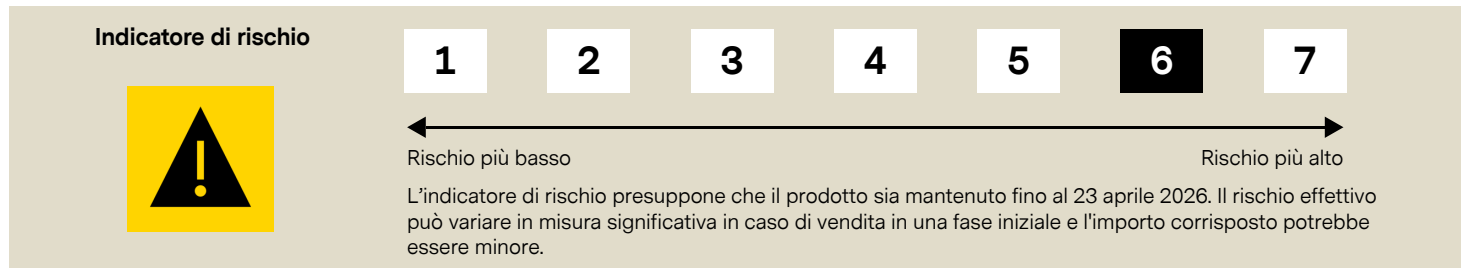 Indicatore di rischio
1 2 3 4 5 6 7
!
Rischio più basso
Rischio più alto
L’indicatore di rischio presuppone che il prodotto sia mantenuto fino al 23 aprile 2026. Il rischio effettivo
può variare in misura significativa in caso di vendita in una fase iniziale e l'importo corrisposto potrebbe
essere minore.